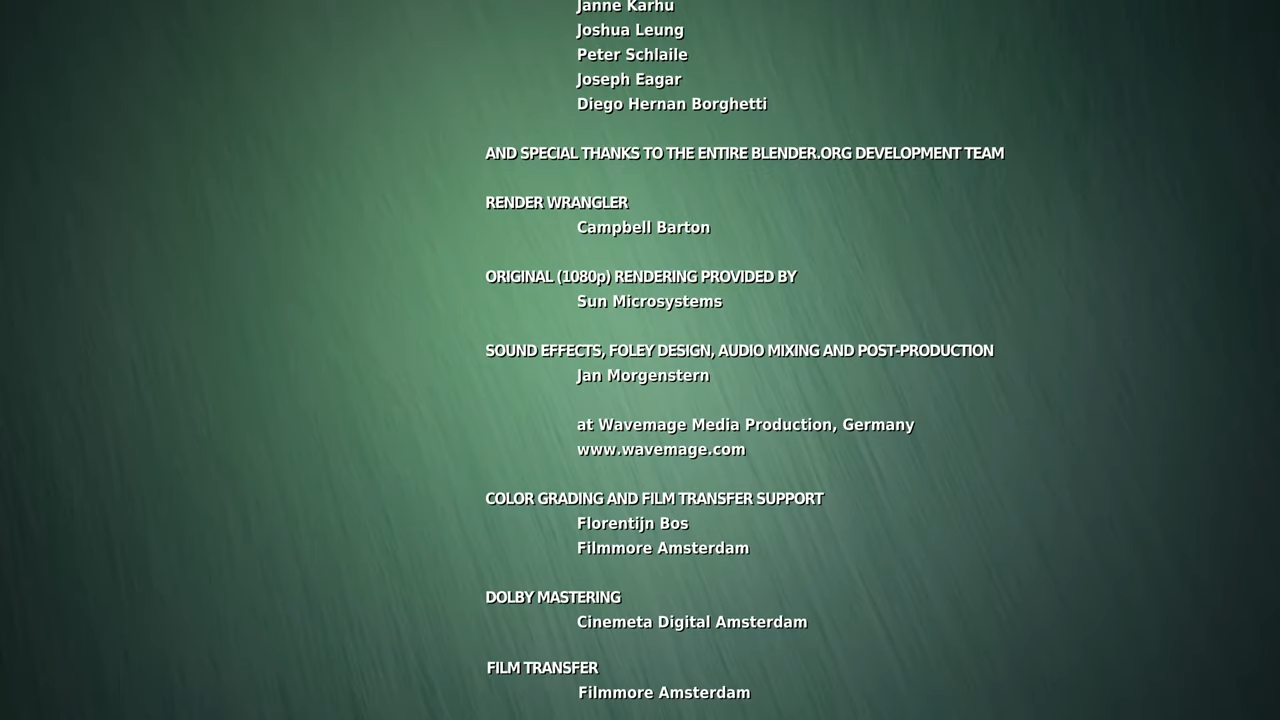 Janne Karhu
Joshua Leung
Peter Schlaile
Joseph Eagar
Diego Hernan Borghetti
AND SPECIAL THANKS TO THE ENTIRE BLENDER.ORG DEVELOPMENT TEAM
RENDER WRANGLER
Campbell Barton
ORIGINAL (1080p) RENDERING PROVIDED BY
Sun Microsystems
SOUND EFFECTS, FOLEY DESIGN, AUDIO MIXING AND POST-PRODUCTION
Jan Morgenstern
at Wavemage Media Production, Germany
www.wavemage.com
COLOR GRADING AND FILM TRANSFER SUPPORT
Florentijn Bos
Filmmore Amsterdam
DOLBY MASTERING
Cinemeta Digital Amsterdam
FILM TRANSFER
Filmmore Amsterdam